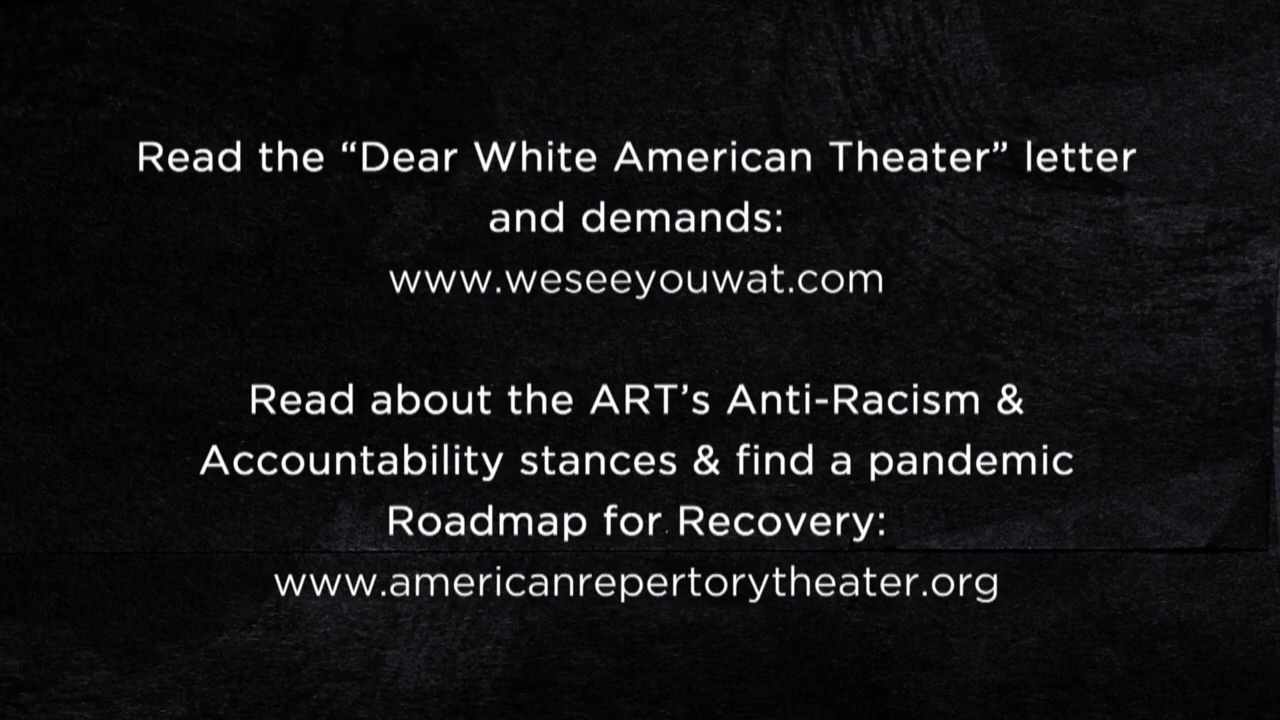 Read the “Dear White American Theater” letter
and demands:
www.weseeyouwat.com
Read about the ART’s Anti-Racism &
Accountability stances & find a pandemic
Roadmap for Recovery:
www.americanrepertorytheater.org